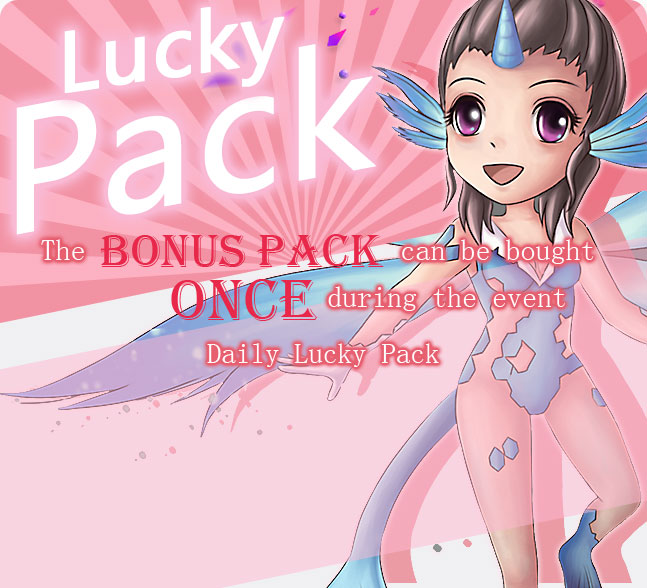 Lucky
Pack
The BONUS PACK can be bought
ONCE during the event
Daily Lucky Pack